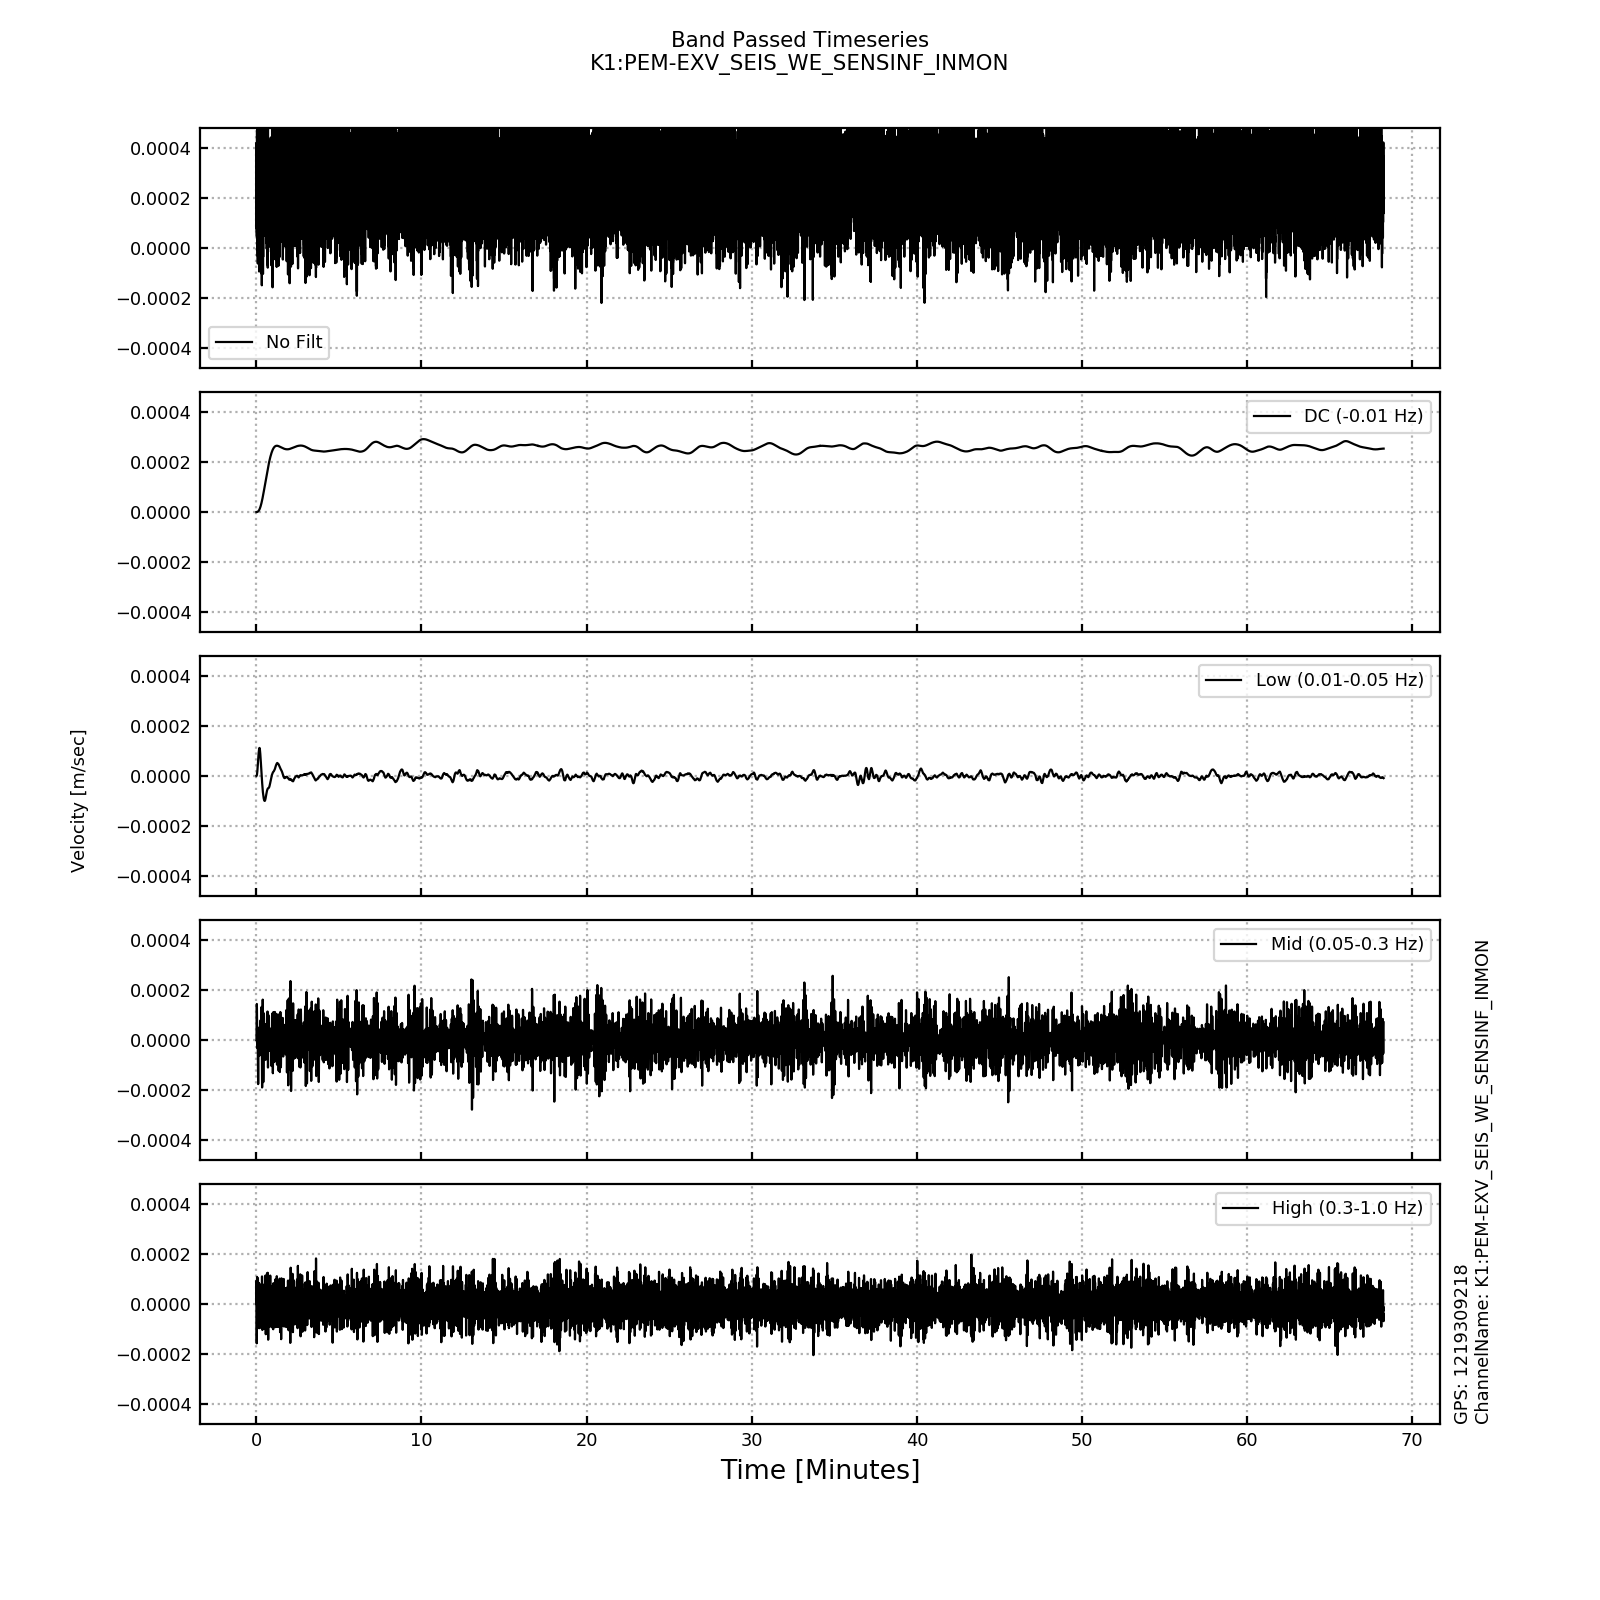 Band Passed Timeseries
K1:PEM-EXV_SEIS_WE_SENSINF_INMON
0.0004
0.0002
0.0000
−0.0002
−0.0004
No Filt
0.0004
0.0002
0.0000
−0.0002
−0.0004
DC (-0.01 Hz)
0.0004
0.0002
0.0000
−0.0002
−0.0004
Low (0.01-0.05 Hz)
Velocity [m/sec]
0.0004
0.0002
0.0000
−0.0002
−0.0004
Mid (0.05-0.3 Hz)
0.0004
0.0002
0.0000
−0.0002
−0.0004
High (0.3-1.0 Hz)
0 10 20 30 40 50 60 70
Time [Minutes]
GPS: 1219309218
ChannelName: K1:PEM-EXV_SEIS_WE_SENSINF_INMON